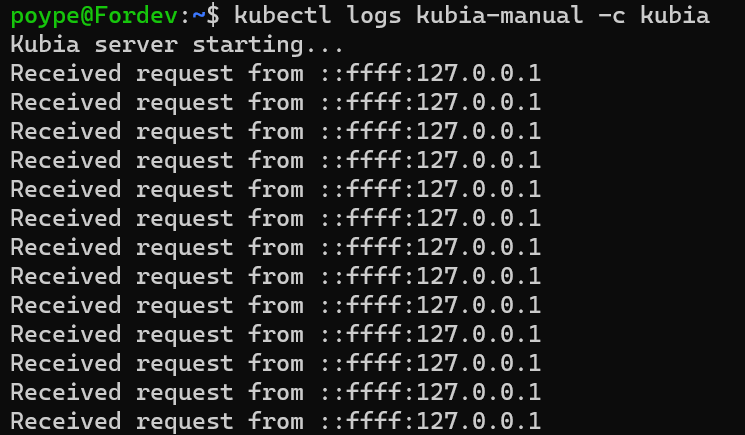 poype@Fordev:~$ kubectl logs kubia-manual -c kubia
Kubia server starting...
Received request from ::ffff:127.0.0.1
Received request from ::ffff:127.0.0.1
Received request from ::ffff:127.0.0.1
Received request from ::ffff:127.0.0.1
Received request from ::ffff:127.0.0.1
Received request from ::ffff:127.0.0.1
Received request from ::ffff:127.0.0.1
Received request from ::ffff:127.0.0.1
Received request from ::ffff:127.0.0.1
Received request from ::ffff:127.0.0.1
Received request from ::ffff:127.0.0.1
Received request from ::ffff:127.0.0.1
Received request from ::ffff:127.0.0.1